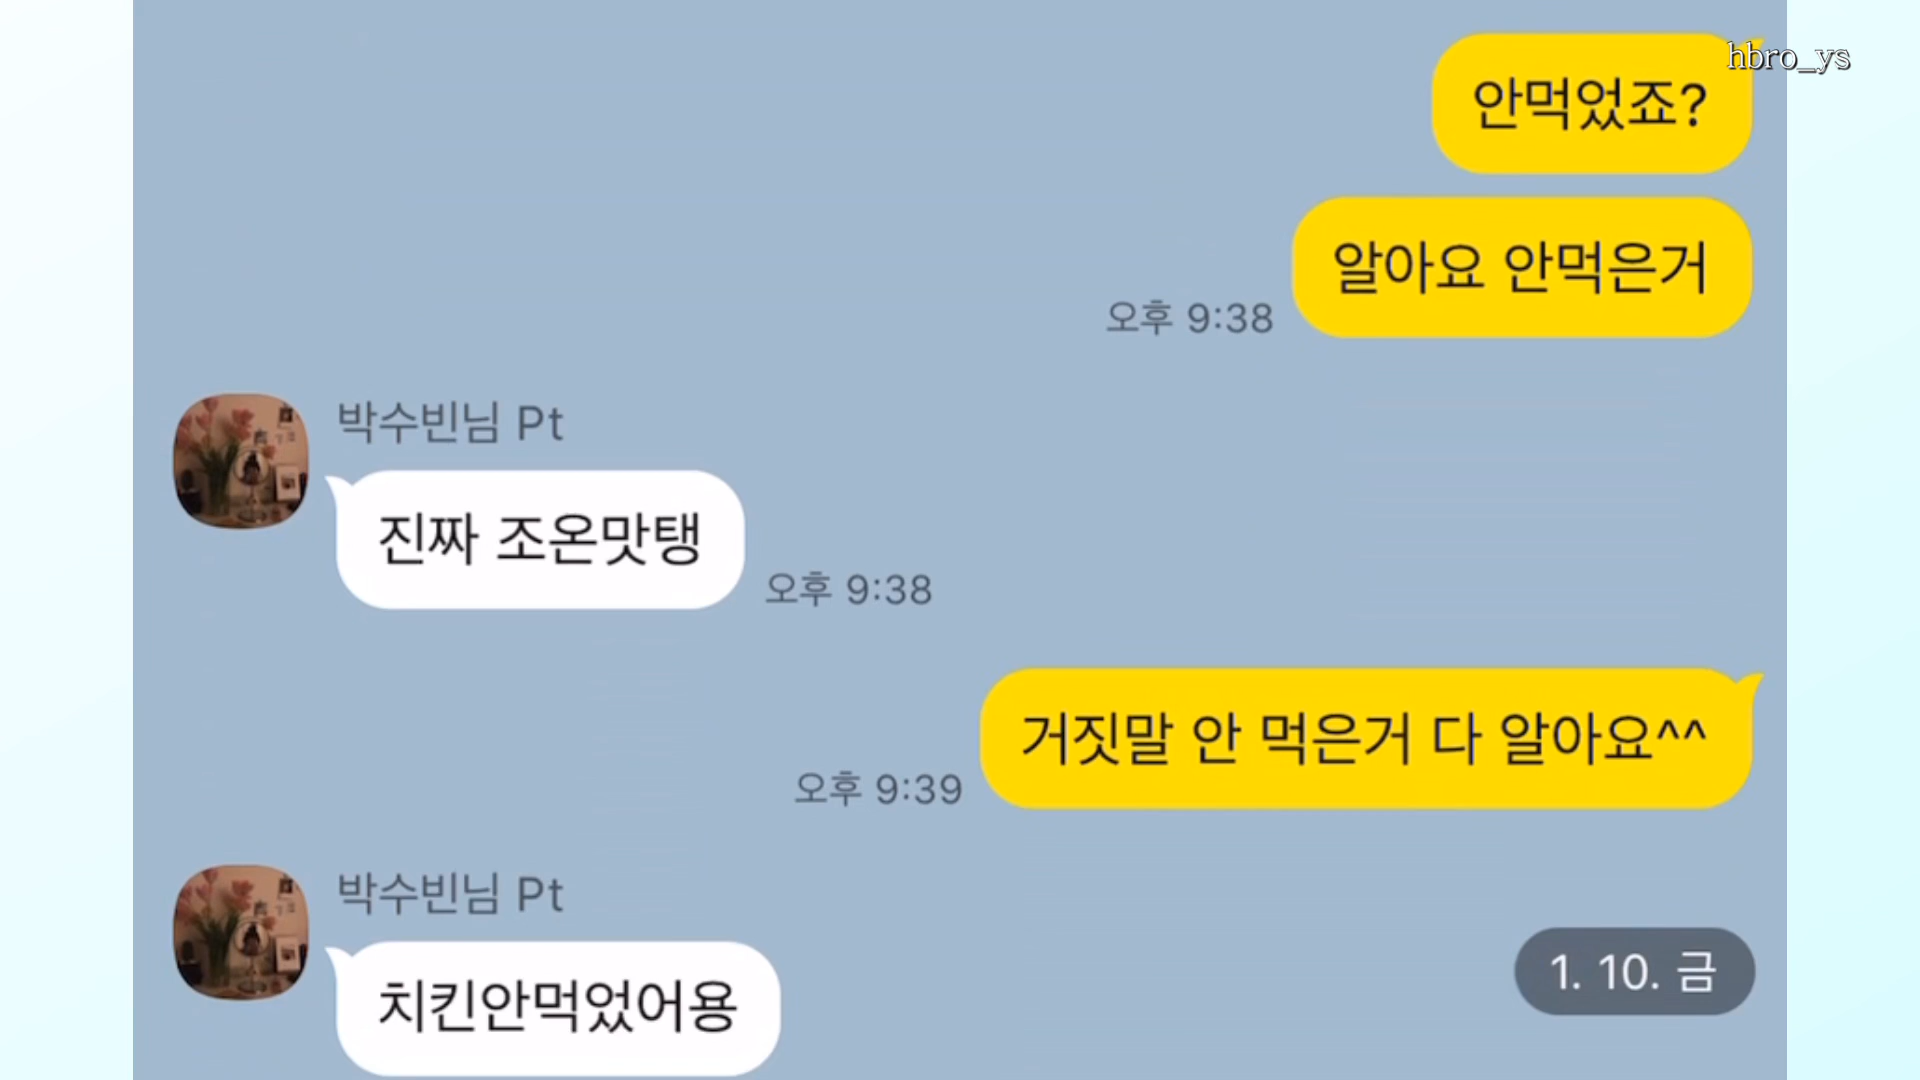 hbro_ys
안먹었죠?
알아요 안먹은거
오후 9:38
박수빈님 Pt
진짜 조온맛탱
오후 9:38
거짓말 안 먹은거 다 알아요^^
오후 9:39
박수빈님 Pt
치킨안먹었어용
1. 10. 금